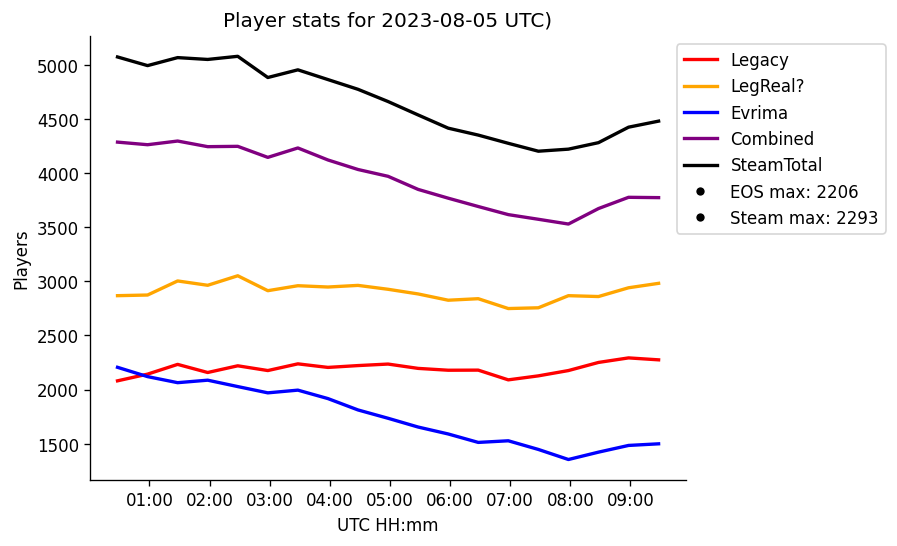 Player stats for 2023-08-05 UTC)
Legacy
LegReal?
Evrima
Combined
SteamTotal
EOS max: 2206
Steam max: 2293
Players
5000
4500
4000
3500
3000
2500
2000
1500
01:00 02:00 03:00 04:00 05:00 06:00 07:00 08:00 09:00
UTC HH:mm